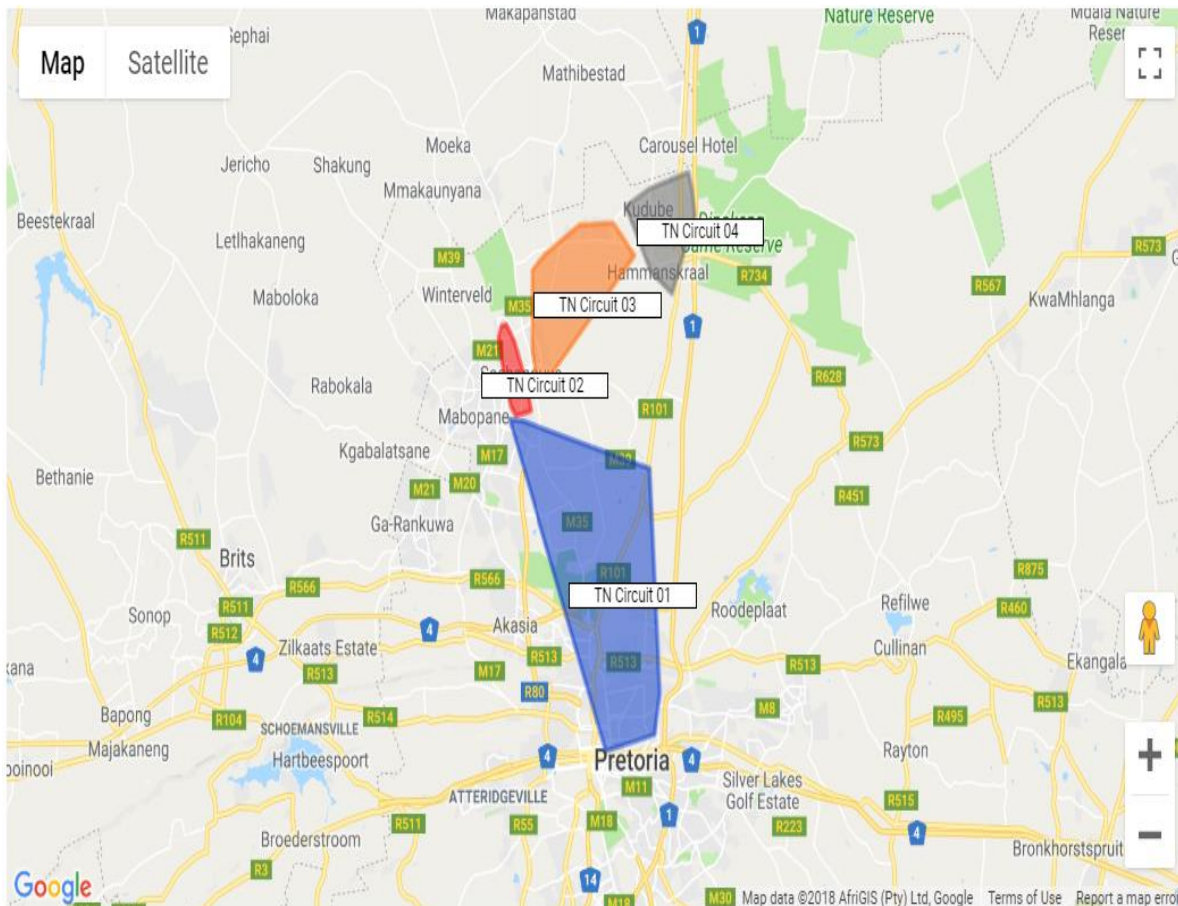 Makapanstad
Nature Reserve
Mdala Nature
1
Map
Satellite
Mathibestad
Moeka
Carousel Hotel
Jericho
Shakung
Mmakaunyana
Beestekraal
Kudube
TN Circuit 04
Letlhakaneng
R573
M39
Hammanskraal
R734
Maboloka
Winterveld
M35
TN Circuit 03
R567
KwaMhlanga
1
M21
Rabokala
TN Circuit 02
R628
R101
Mabopane
Kgabalatsane
M17
M39
R573
Bethanie
M21
M20
R451
Ga-Rankuwa
M35
R511
Brits
R566
R566
R101
TN Circuit 01
R875
R511
Roodeplaat
Refilwe
R460
Sonop
R512
4
Akasia
Zilkaats Estate
Cullinan
4
R513
R513
M17
R513
R513
Ekangala
R80
M8
R513
Bapong
R104
R514
R495
SCHOEMANSVILLE
Majakaneng
Hartbeespoort
4
Pretoria
4
Rayton
M11
Silver Lakes
Golf Estate
ATTERIDGEVILLE
R515
1
R511
R55
M18
R223
4
Broederstroom
Bronkhorstspruit
R3
14
Google
M18
M30
Map data ©2018 AfriGIS (Pty) Ltd, Google
Terms of Use
Report a map error